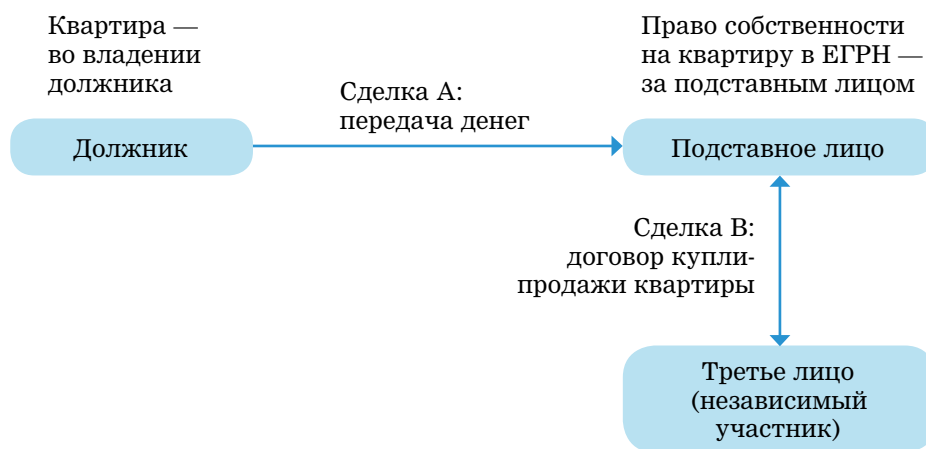 Квартира —
во владении
должника
Право собственности
на квартиру в ЕГРН —
за подставным лицом
Сделка А:
передача денег
Должник
Подставное лицо
Сделка В:
договор купли-
продажи квартиры
Третье лицо
(независимый
участник)